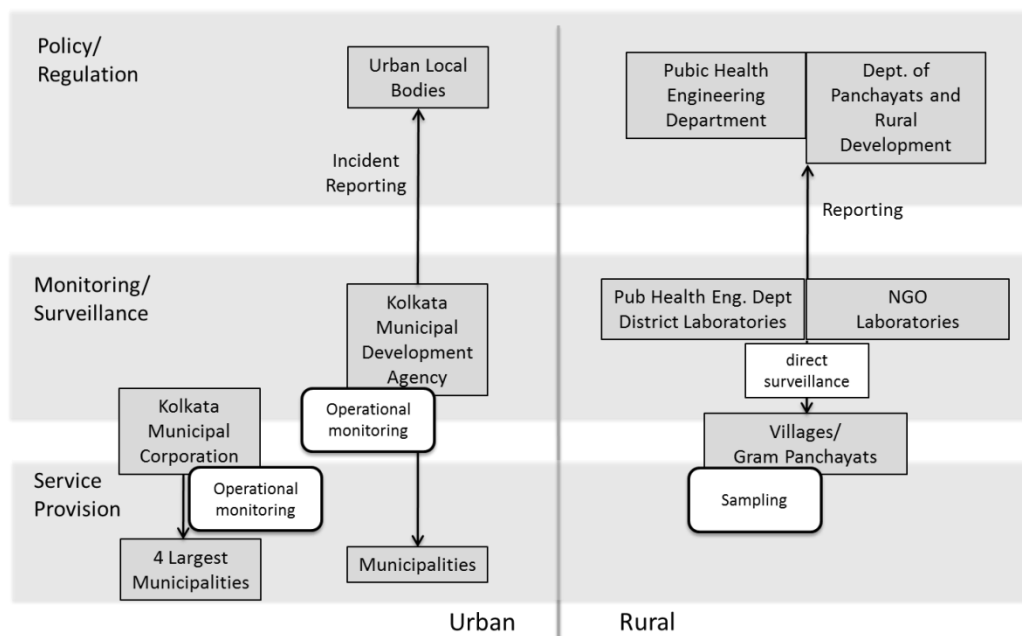 Policy/
Regulation
Urban Local
Bodies
Pubic Health
Engineering
Department
Dept. of
Panchayats and
Rural
Development
Incident
Reporting
Reporting
Monitoring/
Surveillance
Kolkata
Municipal
Development
Agency
Pub Health Eng. Dept
District Laboratories
NGO
Laboratories
direct
surveillance
Operational
monitoring
Kolkata
Municipal
Corporation
Villages/
Gram Panchayats
Service
Provision
Operational
monitoring
Sampling
4 Largest
Municipalities
Municipalities
Urban
Rural